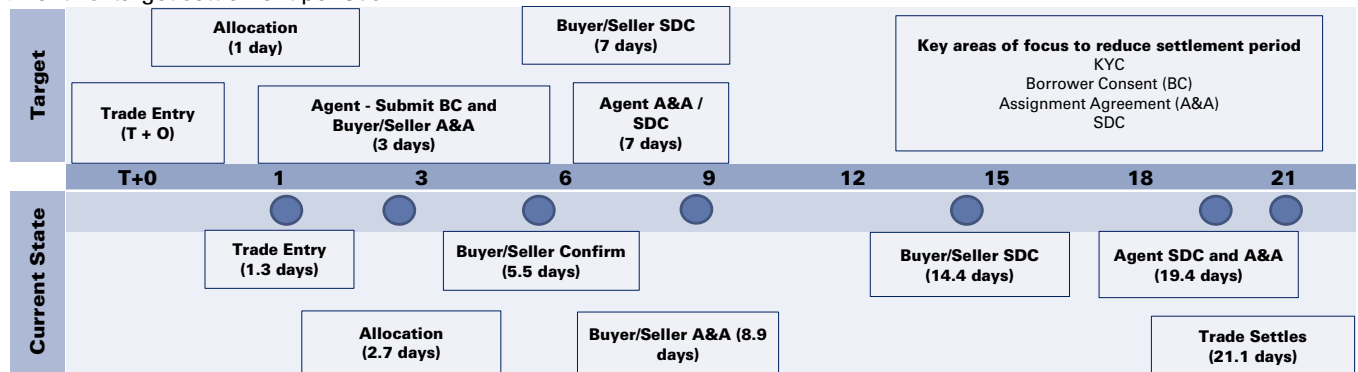 Target
Allocation
(1 day)
Buyer/Seller SDC
(7 days)
Key areas of focus to reduce settlement period
KYC
Borrower Consent (BC)
Assignment Agreement (A&A)
SDC
Trade Entry
(T + O)
Agent - Submit BC and
Buyer/Seller A&A
(3 days)
Agent A&A /
SDC
(7 days)
T+0 1 3 6 9 12 15 18 21
Current State
Trade Entry
(1.3 days)
Buyer/Seller Confirm
(5.5 days)
Buyer/Seller SDC
(14.4 days)
Agent SDC and A&A
(19.4 days)
Allocation
(2.7 days)
Buyer/Seller A&A (8.9
days)
Trade Settles
(21.1 days)